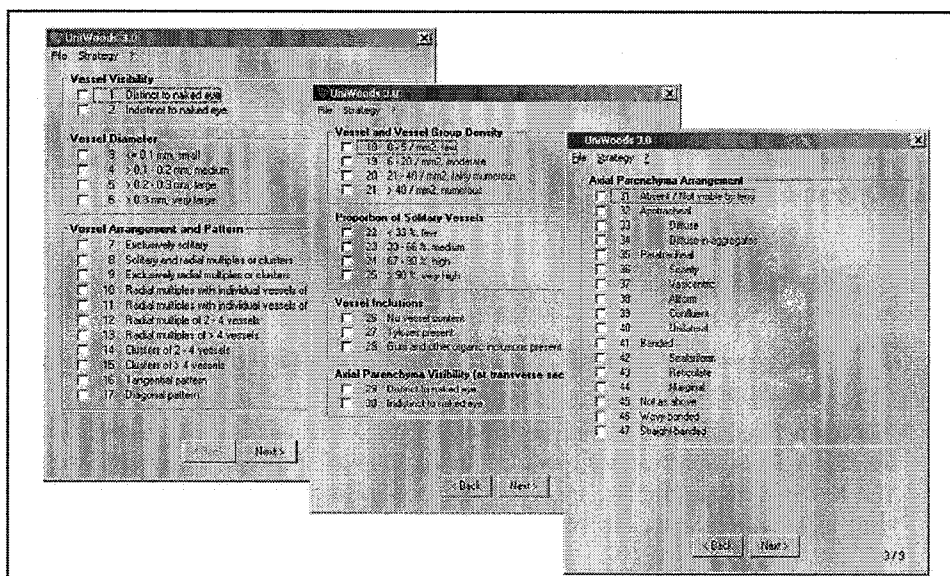 UniWoods 3.0
File Strategy ?
Vessel Visibility
1 Distinct to naked eye
2 Indistinct to naked eye
Vessel Diameter
3 <= 0.1 mm, small
4 > 0.1 - 0.2 mm, medium
5 > 0.2 - 0.3 mm, large
6 > 0.3 mm, very large
Vessel Arrangement and Pattern
7 Exclusively solitary
8 Solitary and radial multiples or clusters
9 Exclusively radial multiples or clusters
10 Radial multiples with individual vessels of
11 Radial multiples with individual vessels of
12 Radial multiple of 2 - 4 vessels
13 Radial multiples of > 4 vessels
14 Clusters of 2 - 4 vessels
15 Clusters of > 4 vessels
16 Tangential pattern
17 Diagonal pattern
Next >
UniWoods 3.0
File Strategy ?
Vessel and Vessel Group Density
18 0 - 5 / mm2, few
19 6 - 20 / mm2, moderate
20 21 - 40 / mm2, fairly numerous
21 > 40 / mm2, numerous
Proportion of Solitary Vessels
22 < 33 %, few
23 33 - 66 %, medium
24 67 - 90 %, high
25 > 90 %, very high
Vessel Inclusions
26 No vessel content
27 Tyloses present
28 Gum and other organic inclusions present
Axial Parenchyma Visibility (at transverse sec
29 Distinct to naked eye
30 Indistinct to naked eye
< Back Next >
UniWoods 3.0
File Strategy ?
Axial Parenchyma Arrangement
31 Absent / Not visible by lens
32 Apotracheal
33 Diffuse
34 Diffuse-in-aggregates
35 Paratracheal
36 Scanty
37 Vasicentric
38 Aliform
39 Confluent
40 Unilateral
41 Banded
42 Scalariform
43 Reticulate
44 Marginal
45 Not as above
46 Wavy-banded
47 Straight-banded
< Back Next >
3 / 9